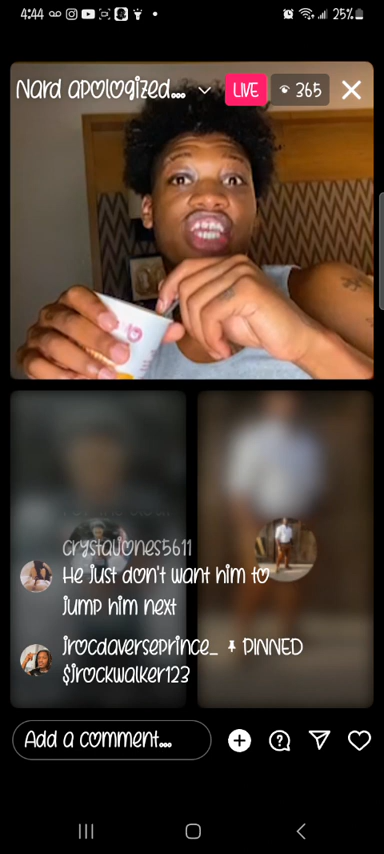 4:44
25%
Nard apologized... LIVE 365
crystaljones5611
He just don't want him to
jump him next
jrocdaverseprince_ PINNED
$jrockwalker123
Add a comment...